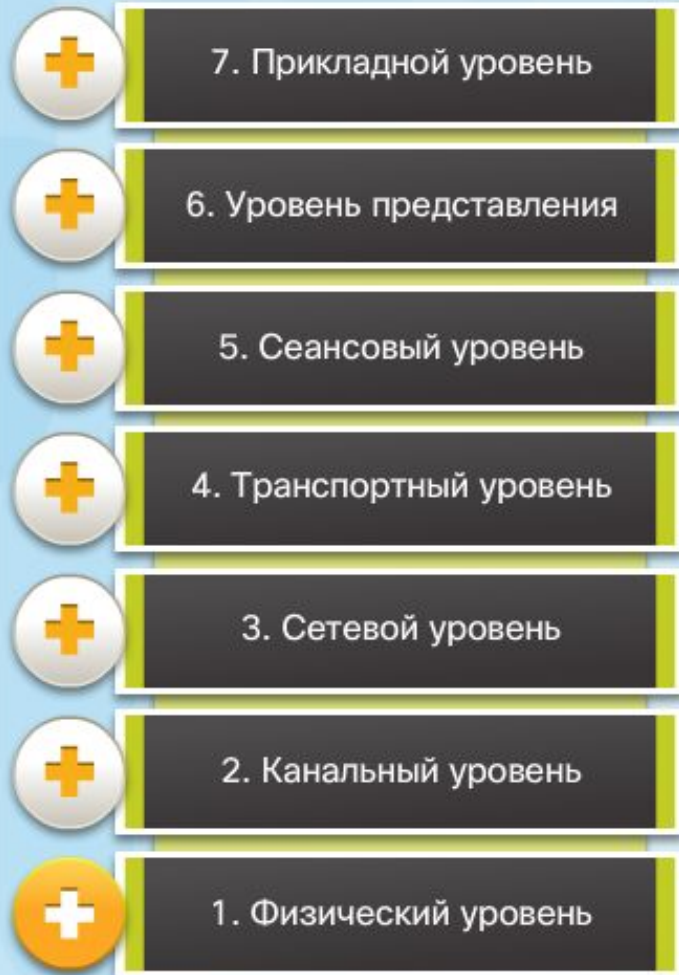 7. Прикладной уровень
6. Уровень представления
5. Сеансовый уровень
4. Транспортный уровень
3. Сетевой уровень
2. Канальный уровень
1. Физический уровень